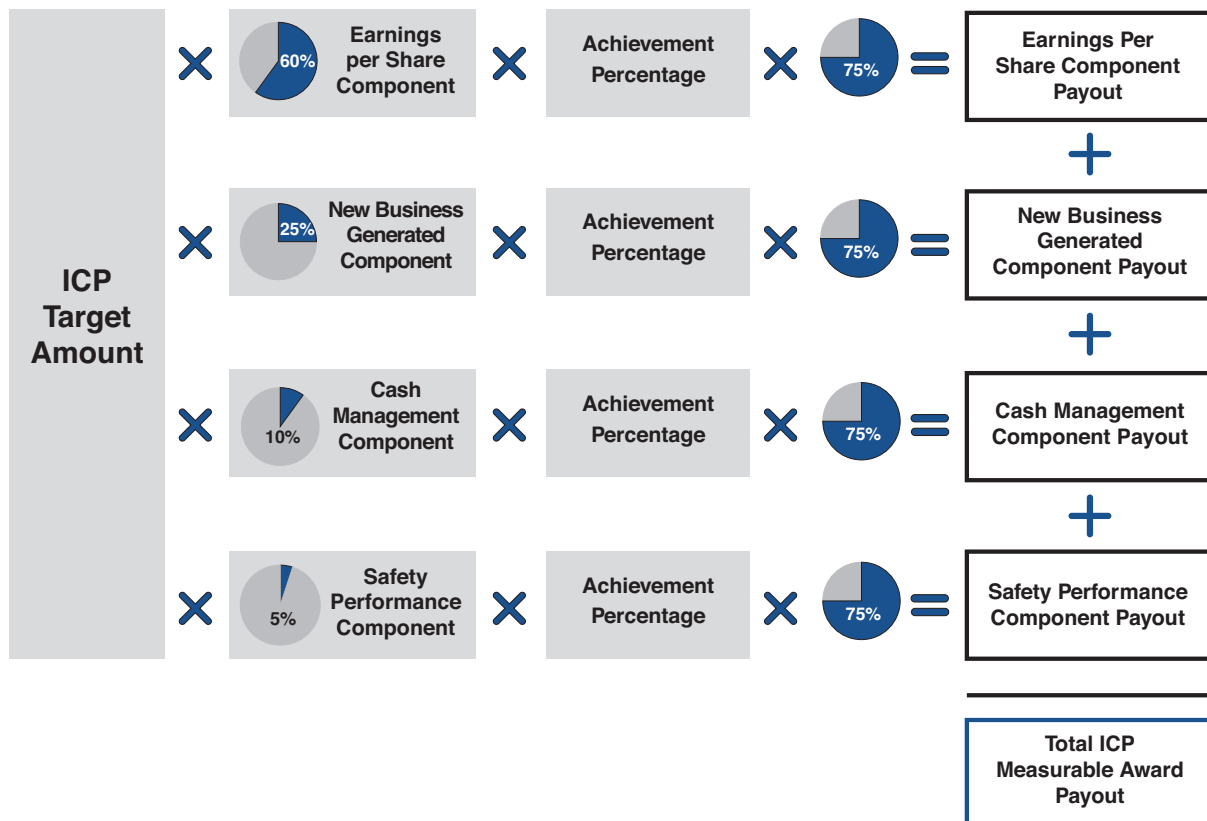 ICP
Target
Amount
60%
Earnings
per Share
Component
Achievement
Percentage
75%
Earnings Per
Share Component
Payout
25%
New Business
Generated
Component
Achievement
Percentage
75%
New Business
Generated
Component Payout
10%
Cash
Management
Component
Achievement
Percentage
75%
Cash Management
Component Payout
5%
Safety
Performance
Component
Achievement
Percentage
75%
Safety Performance
Component Payout
Total ICP
Measurable Award
Payout